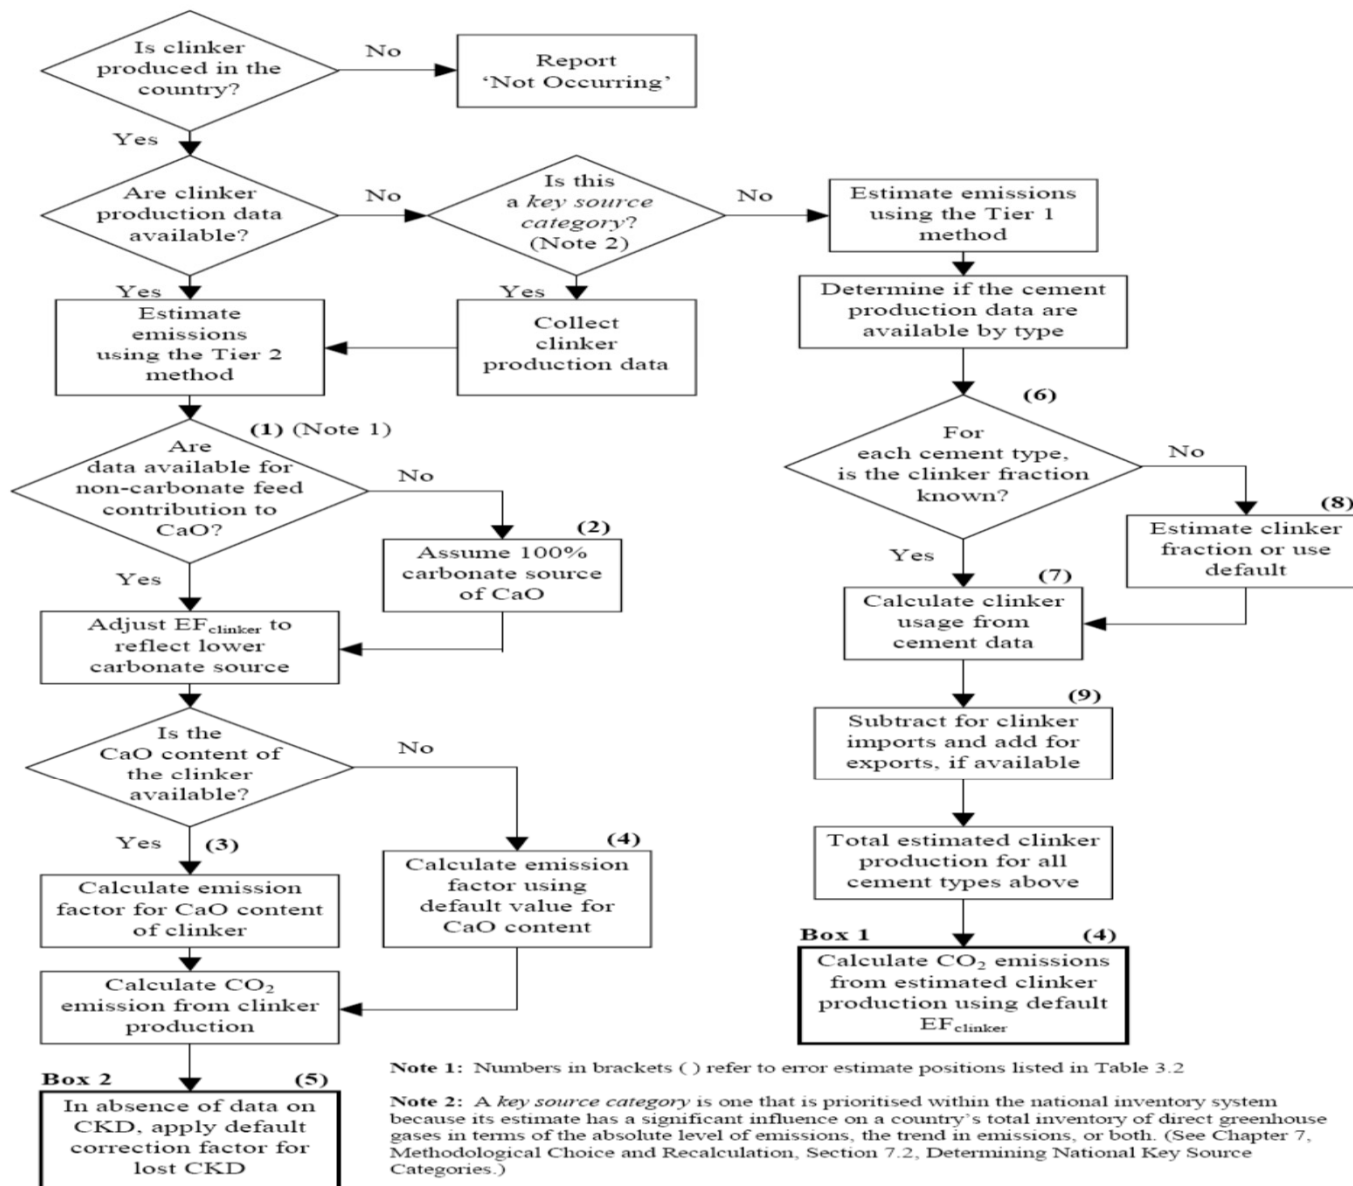 Is clinker
produced in the
country?
No
Report
‘Not Occurring’
Yes
Are clinker
production data
available?
No
Is this
a key source
category?
(Note 2)
No
Estimate emissions
using the Tier 1
method
Yes
Estimate
emissions
using the Tier 2
method
Yes
Collect
clinker
production data
Determine if the cement
production data are
available by type
(1) (Note 1)
Are
data available for
non-carbonate feed
contribution to
CaO?
No
(2)
Assume 100%
carbonate source
of CaO
Yes
Adjust EFclinker to
reflect lower
carbonate source
Is the
CaO content of
the clinker
available?
No
Yes
(3)
Calculate emission
factor for CaO content
of clinker
(4)
Calculate emission
factor using
default value for
CaO content
Calculate CO2
emission from clinker
production
Box 2
(5)
In absence of data on
CKD, apply default
correction factor for
lost CKD
(6)
For
each cement type,
is the clinker fraction
known?
No
(8)
Estimate clinker
fraction or use
default
Yes
(7)
Calculate clinker
usage from
cement data
(9)
Subtract for clinker
imports and add for
exports, if available
Total estimated clinker
production for all
cement types above
Box 1
(4)
Calculate CO2 emissions
from estimated clinker
production using default
EFclinker
Note 1: Numbers in brackets ( ) refer to error estimate positions listed in Table 3.2
Note 2: A key source category is one that is prioritised within the national inventory system
because its estimate has a significant influence on a country’s total inventory of direct greenhouse
gases in terms of the absolute level of emissions, the trend in emissions, or both. (See Chapter 7,
Methodological Choice and Recalculation, Section 7.2, Determining National Key Source
Categories.)